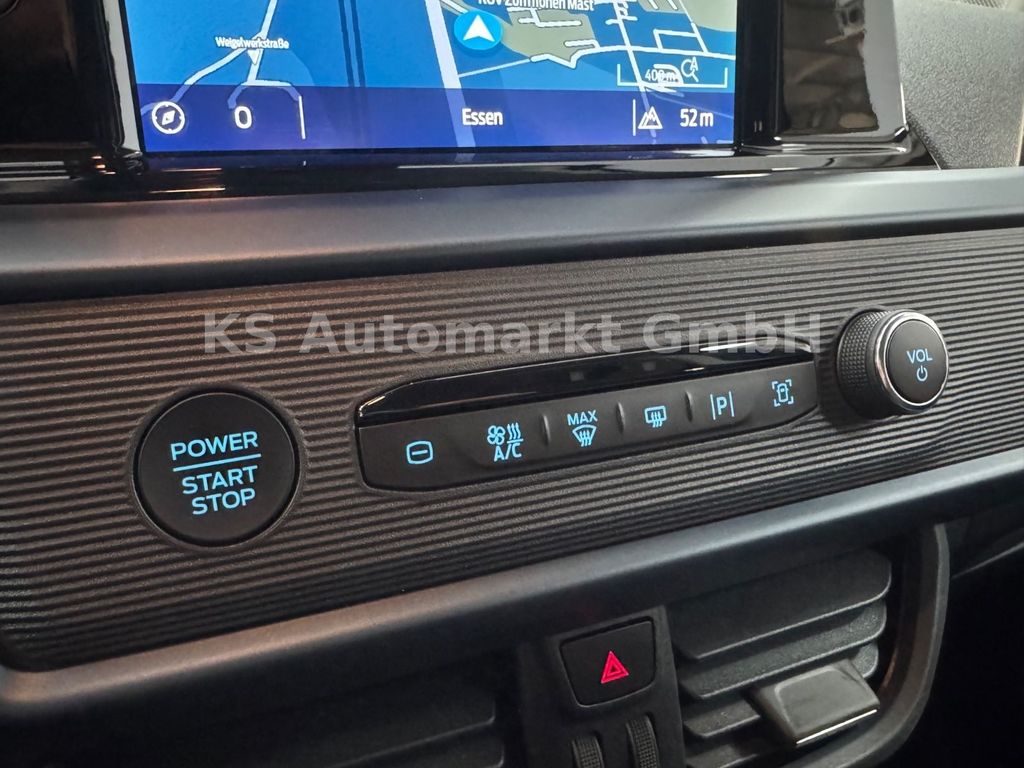 Weigelwerkstraße
400 m
0
Essen
52 m
KS Automarkt GmbH
VOL
MAX
A/C
P
POWER
START
STOP